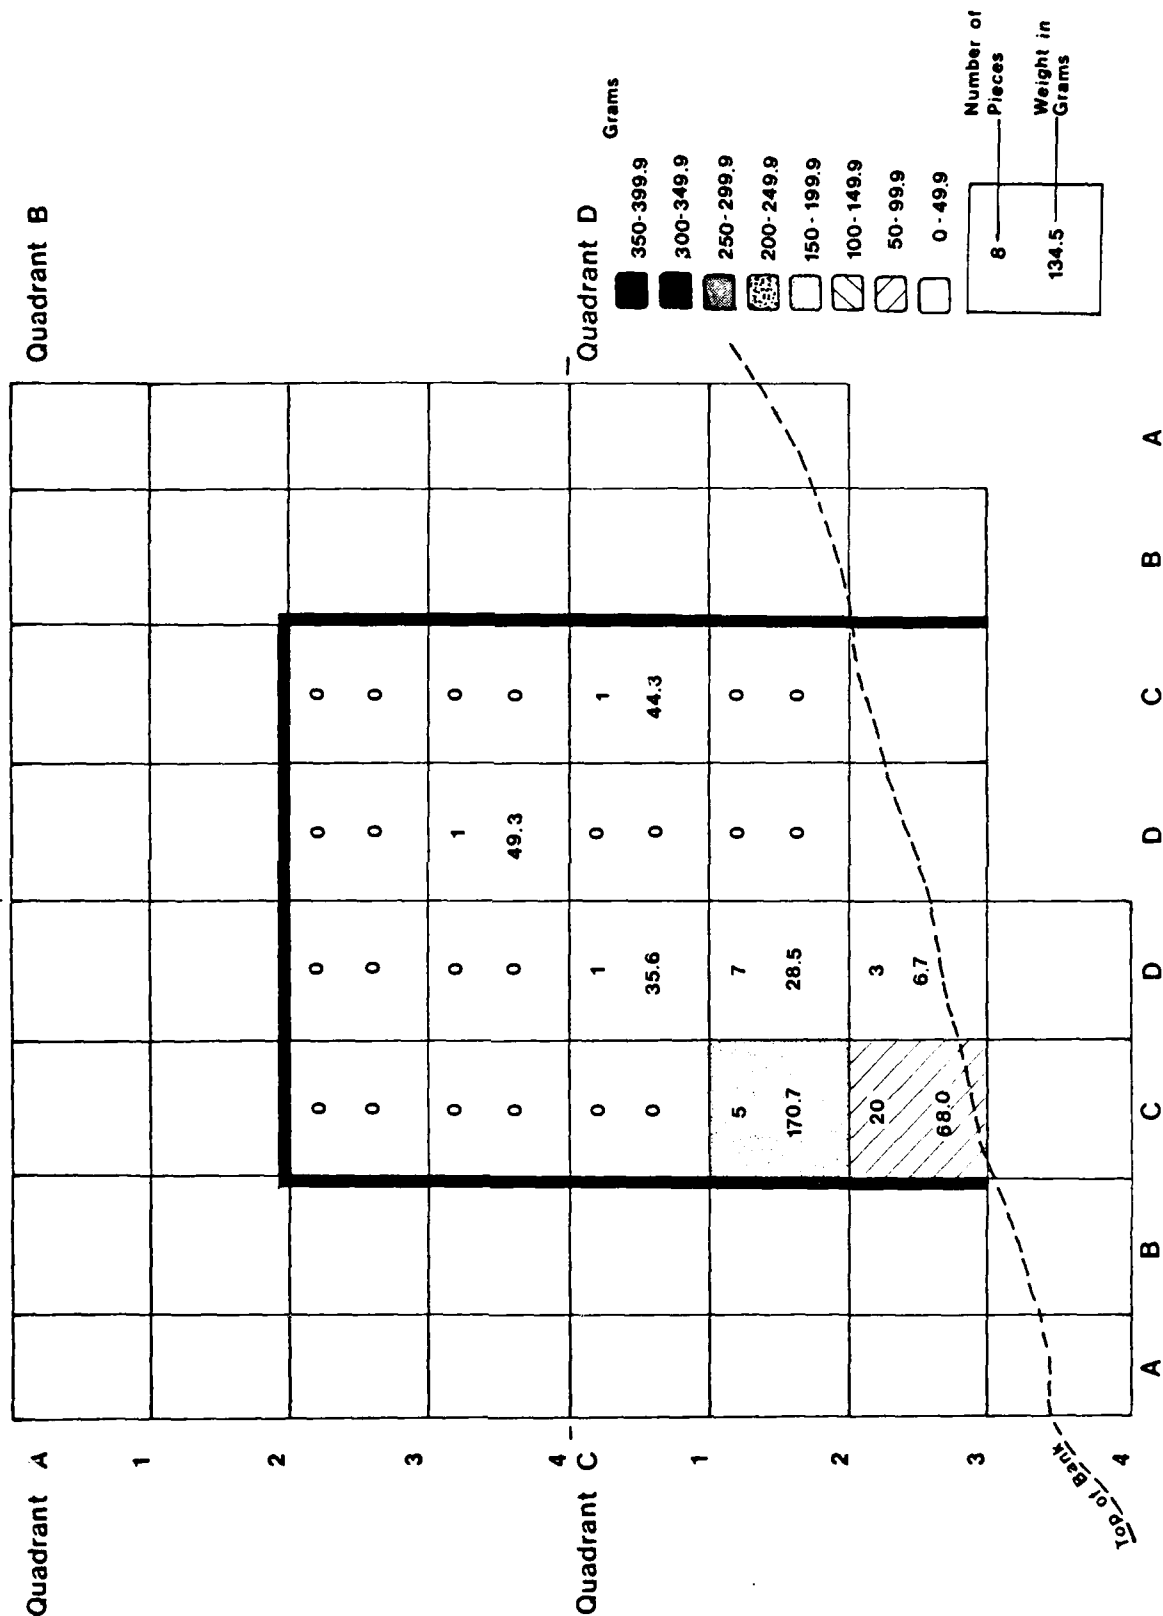 Quadrant A
Quadrant B
1
2
0 0 0 0
0 0 0 0
3
0 0 1 0
0 0 49.3 0
4
Quadrant C
Quadrant D
0 1 0 1
0 35.6 0 44.3
1
5 7 0 0
170.7 28.5 0 0
2
20 3
68.0 6.7
3
Top of Bank
4
A B C D D C B A
Grams
350-399.9
300-349.9
250-299.9
200-249.9
150-199.9
100-149.9
50-99.9
0-49.9
8
Number of
Pieces
134.5
Weight in
Grams